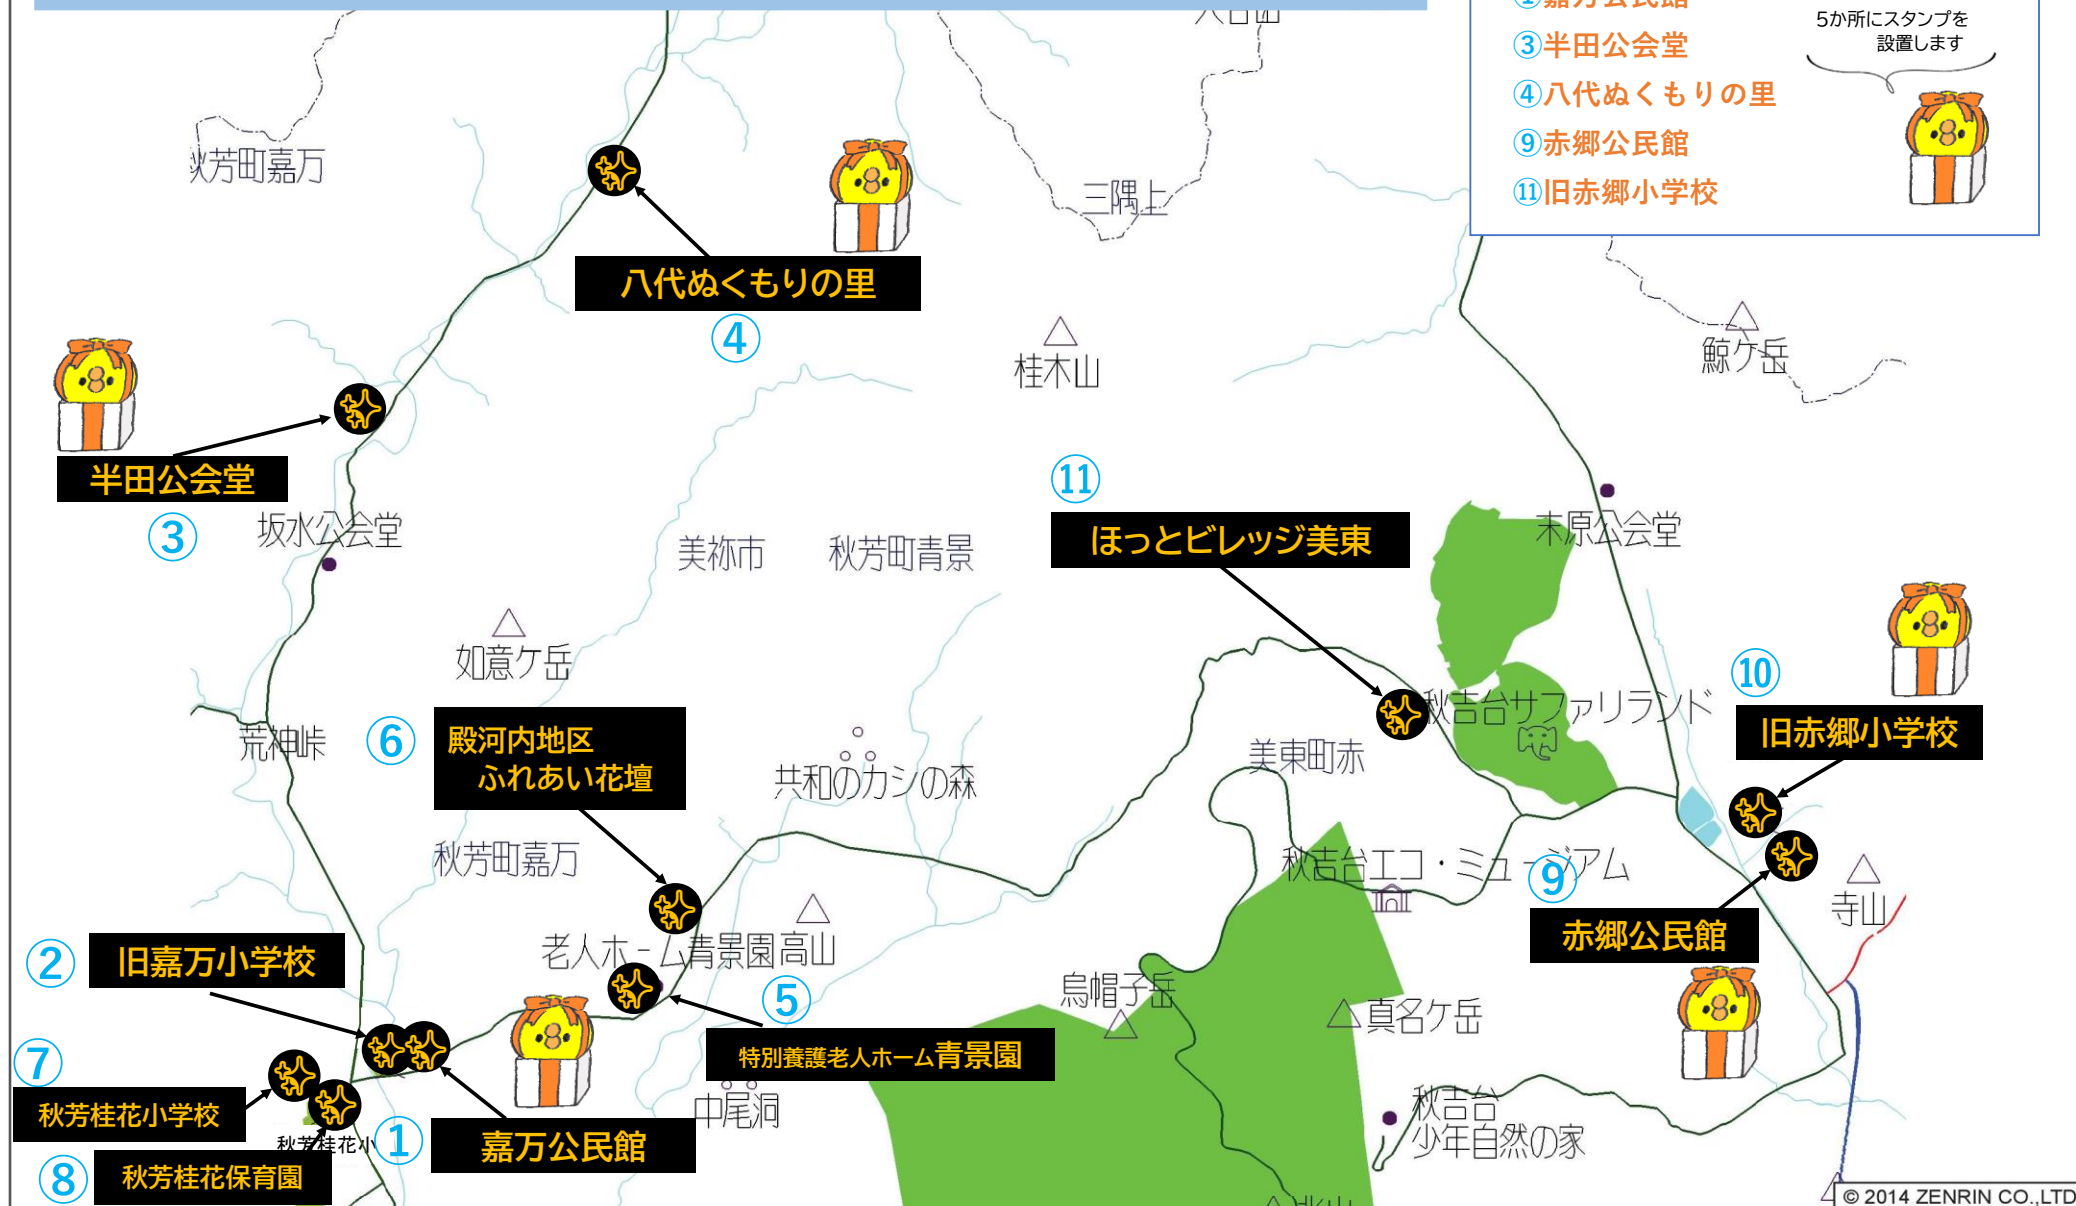 ①嘉万公民館
5か所にスタンプを
設置します
③半田公会堂
④八代ぬくもりの里
⑨赤郷公民館
⑪旧赤郷小学校
秋芳町嘉万
三隅上
八代ぬくもりの里
④
桂木山
鯨ケ岳
半田公会堂
③
坂水公会堂
美祢市
秋芳町青景
⑪
ほっとビレッジ美東
末原公会堂
如意ケ岳
⑩
旧赤郷小学校
秋吉台サファリランド
荒神峠
⑥
殿河内地区
ふれあい花壇
共和のカシの森
美東町赤
秋芳町嘉万
秋吉台エコ・ミュージアム
⑨
赤郷公民館
寺山
②
旧嘉万小学校
老人ホーム青景園
高山
⑤
特別養護老人ホーム青景園
烏帽子岳
真名ケ岳
⑦
秋芳桂花小学校
秋芳桂花小
①
嘉万公民館
中尾洞
秋吉台
少年自然の家
⑧
秋芳桂花保育園
© 2014 ZENRIN CO.,LTD